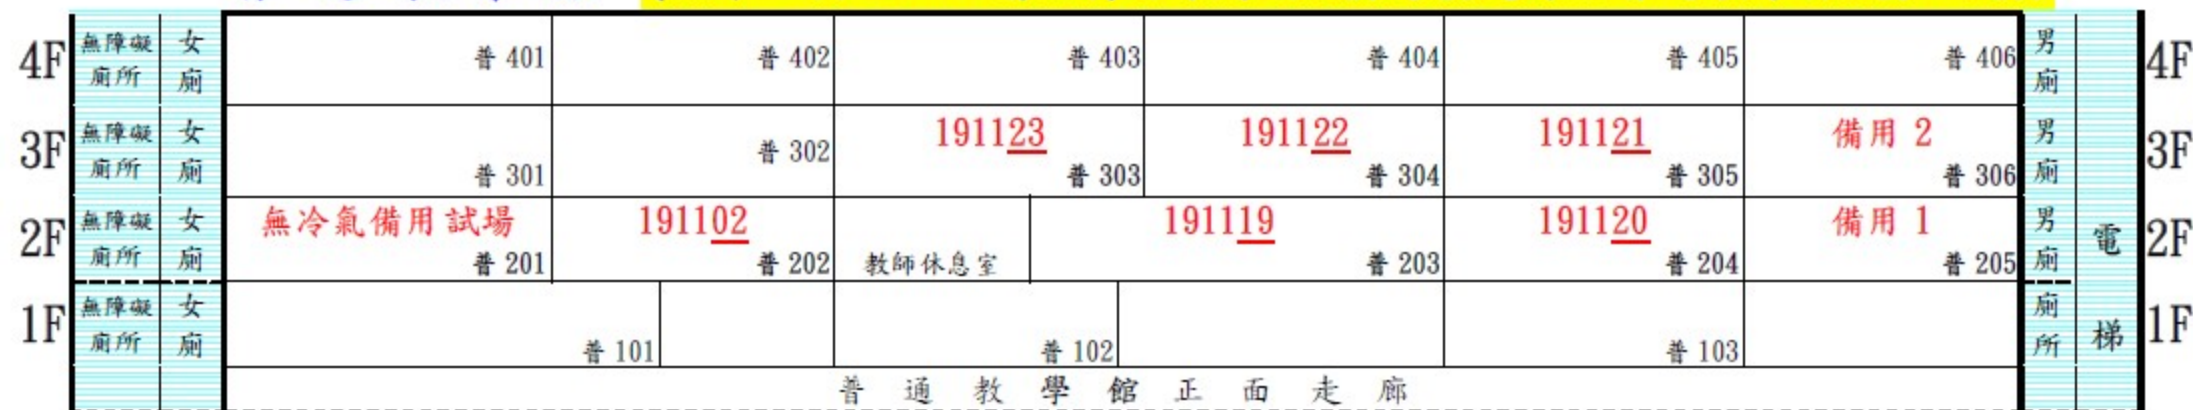 4F 無障礙廁所 女廁 普 401 普 402 普 403 普 404 普 405 普 406 男廁 4F
3F 無障礙廁所 女廁 普 301 普 302 191123 普 303 191122 普 304 191121 普 305 備用 2 普 306 男廁 3F
2F 無障礙廁所 女廁 無冷氣備用試場 普 201 191102 普 202 教師休息室 191119 普 203 191120 普 204 備用 1 普 205 男廁 2F
1F 無障礙廁所 女廁 普 101 普 102 普 103 廁所 電梯 1F
普通教學館正面走廊